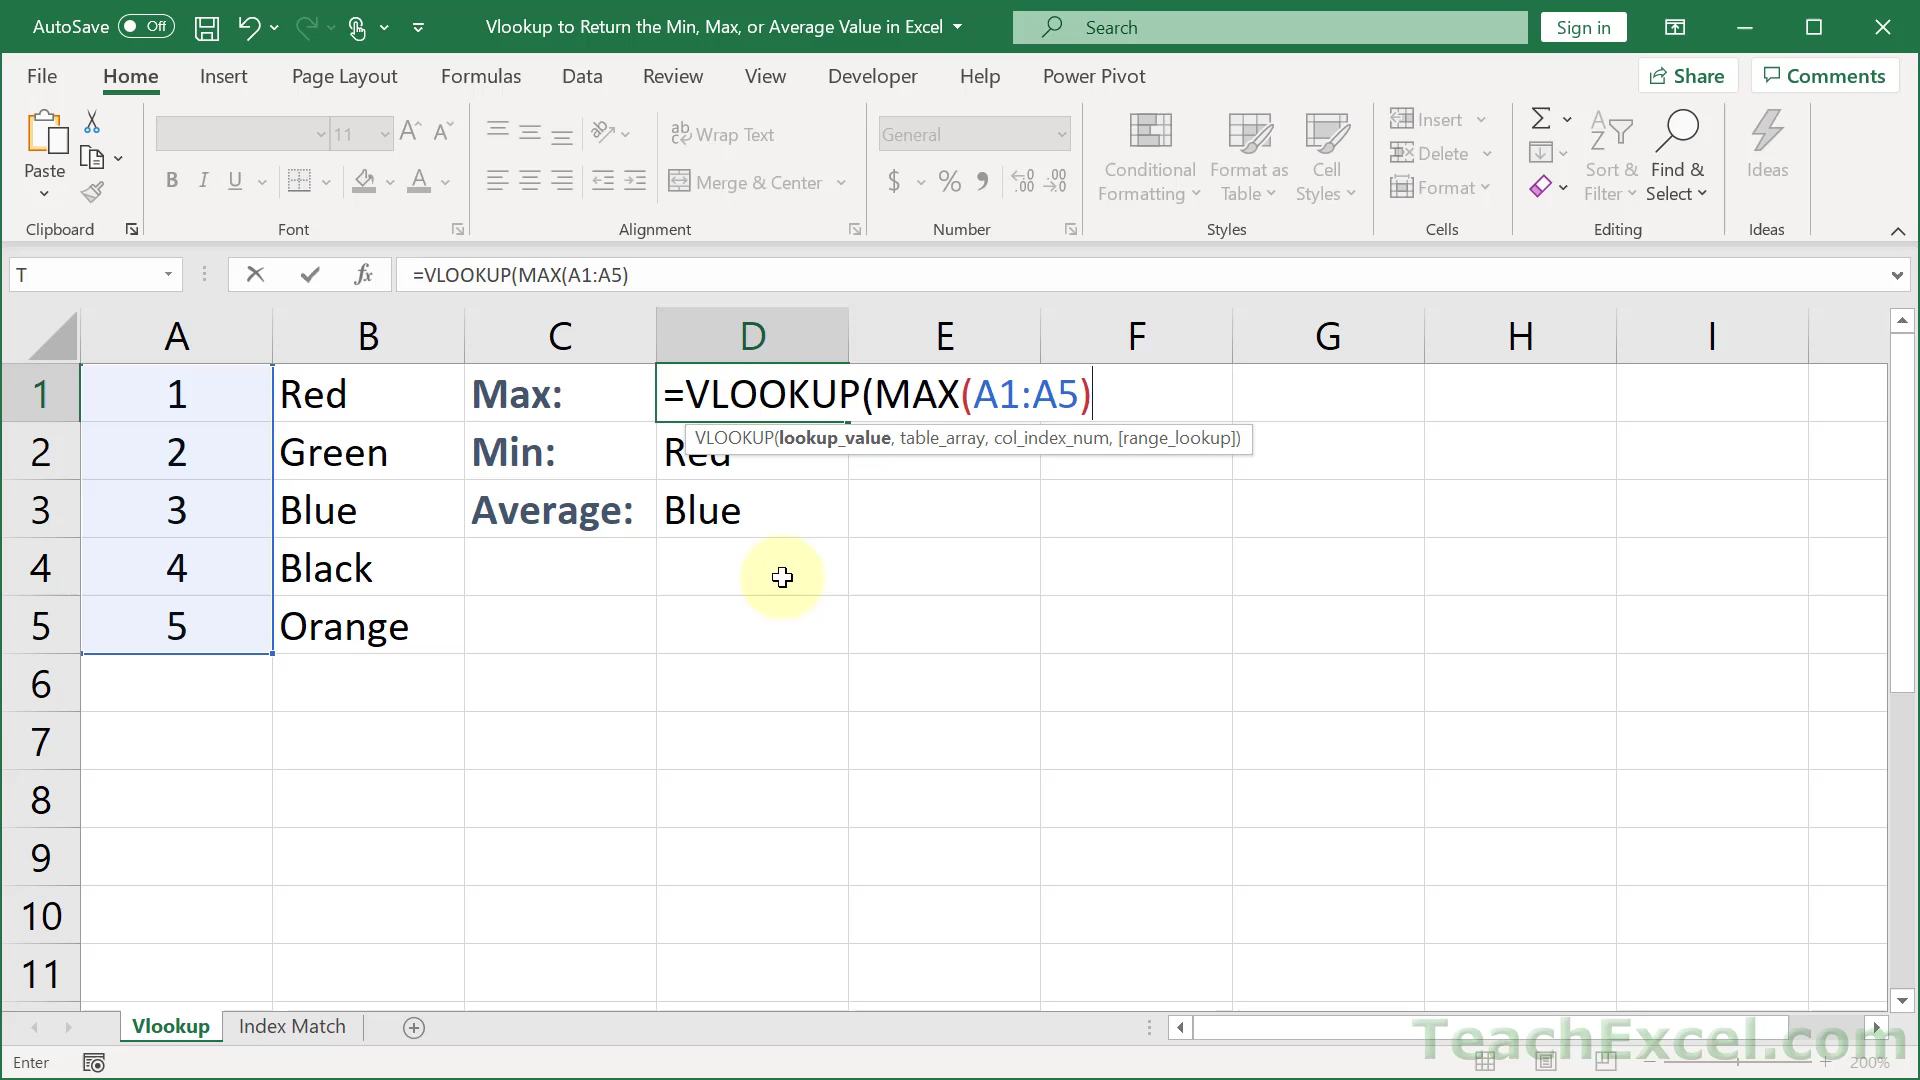 AutoSave Off Vlookup to Return the Min, Max, or Average Value in Excel Search Sign in
File Home Insert Page Layout Formulas Data Review View Developer Help Power Pivot Share Comments
Paste
Clipboard
11
B I U
Font
Wrap Text
Merge & Center
Alignment
General
$ % 9
Number
Conditional Formatting
Format as Table
Cell Styles
Styles
Insert
Delete
Format
Cells
Sort & Filter
Find & Select
Editing
Ideas
Ideas
T fx =VLOOKUP(MAX(A1:A5)
A B C D E F G H I
1 1 Red Max: =VLOOKUP(MAX(A1:A5)
VLOOKUP(lookup_value, table_array, col_index_num, [range_lookup])
2 2 Green Min: Red
3 3 Blue Average: Blue
4 4 Black
5 5 Orange
6
7
8
9
10
11
Vlookup Index Match
TeachExcel.com
Enter 200%